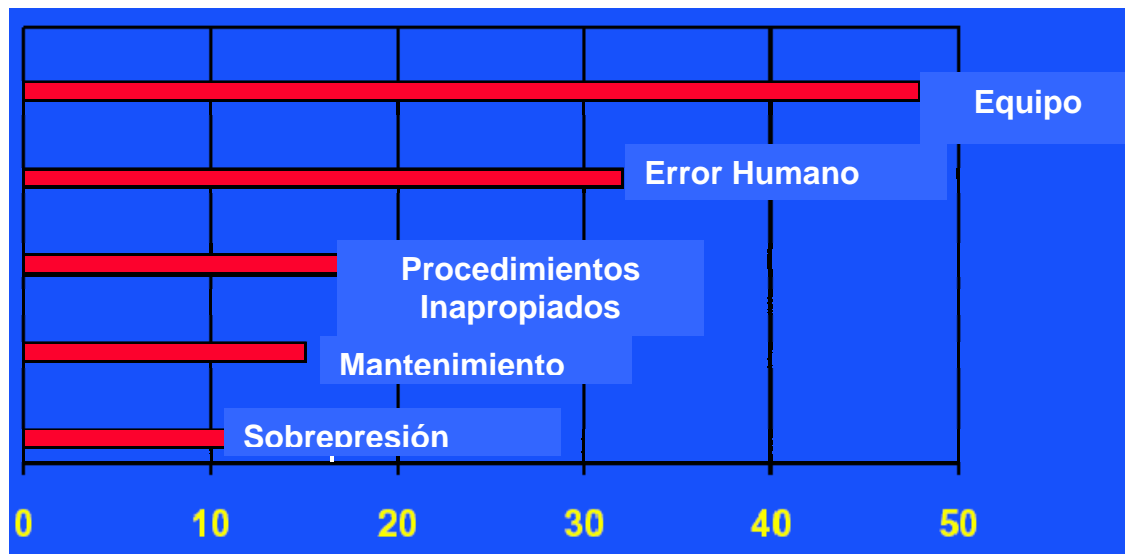 Equipo
Error Humano
Procedimientos
Inapropiados
Mantenimiento
Sobrepresión
0 10 20 30 40 50